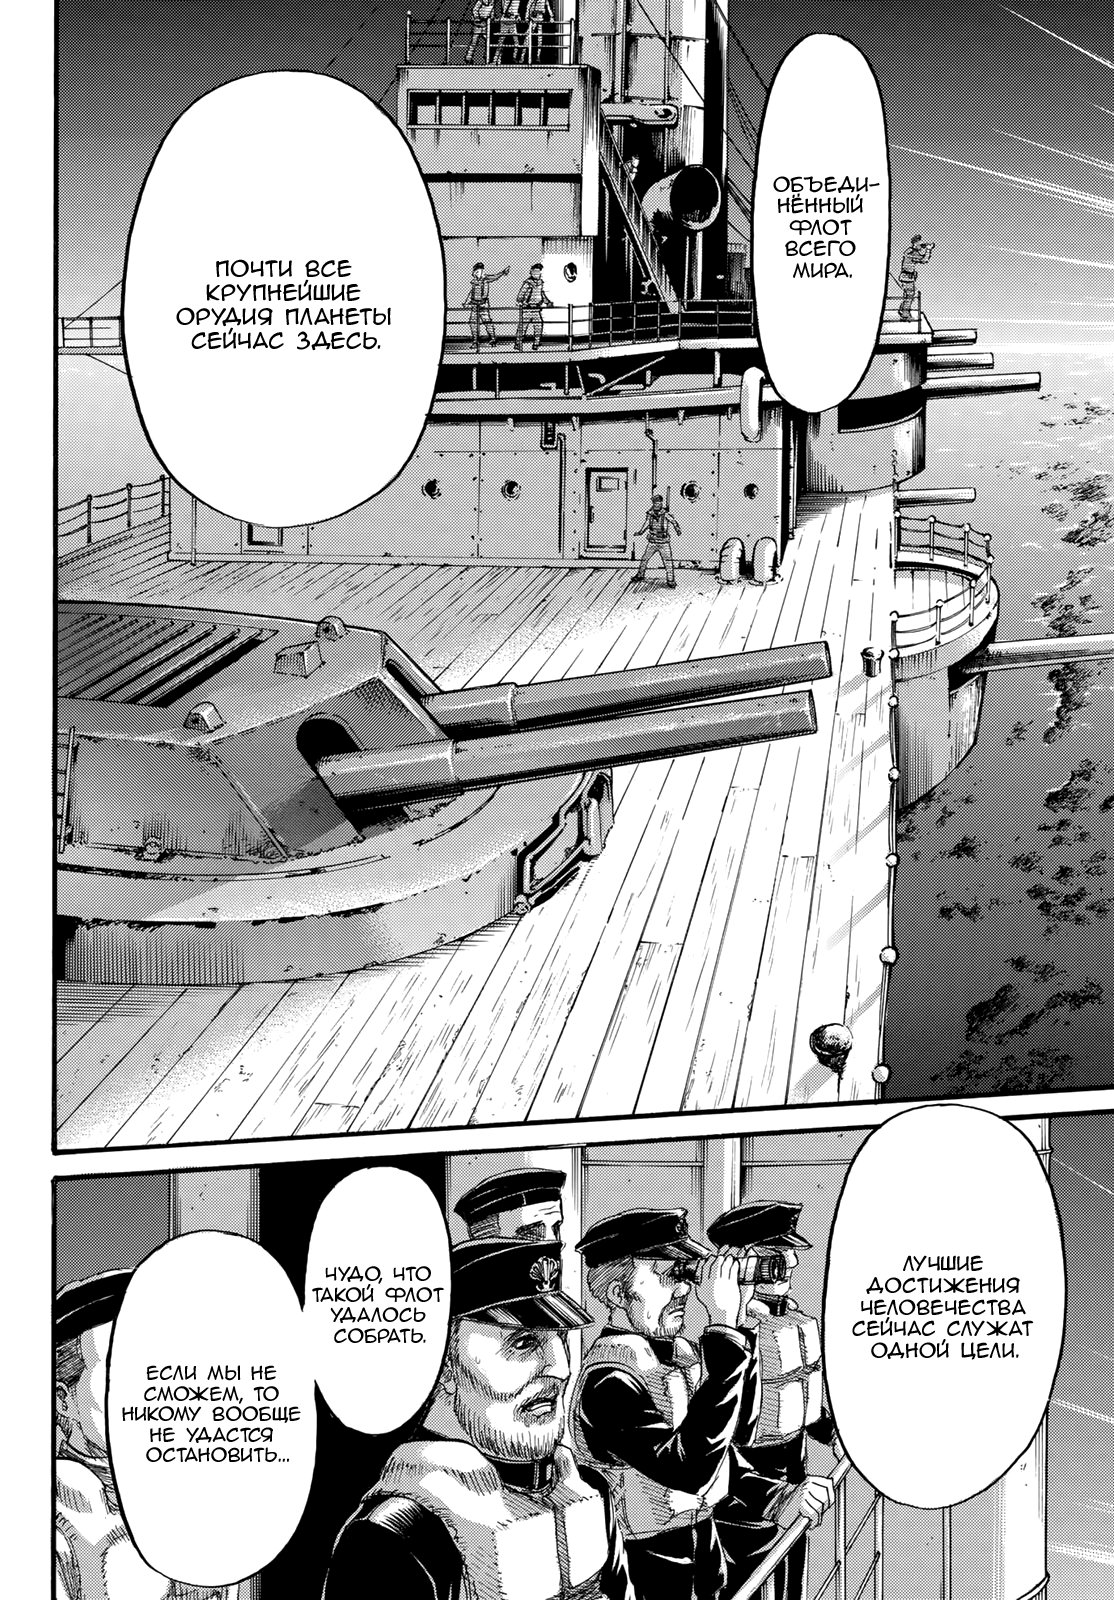 ОБЪЕДИ-
НЁННЫЙ
ФЛОТ
ВСЕГО
МИРА.
ПОЧТИ ВСЕ
КРУПНЕЙШИЕ
ОРУДИЯ ПЛАНЕТЫ
СЕЙЧАС ЗДЕСЬ.
ЛУЧШИЕ
ДОСТИЖЕНИЯ
ЧЕЛОВЕЧЕСТВА
СЕЙЧАС СЛУЖАТ
ОДНОЙ ЦЕЛИ.
ЧУДО, ЧТО
ТАКОЙ ФЛОТ
УДАЛОСЬ
СОБРАТЬ.
ЕСЛИ МЫ НЕ
СМОЖЕМ, ТО
НИКОМУ ВООБЩЕ
НЕ УДАСТСЯ
ОСТАНОВИТЬ...